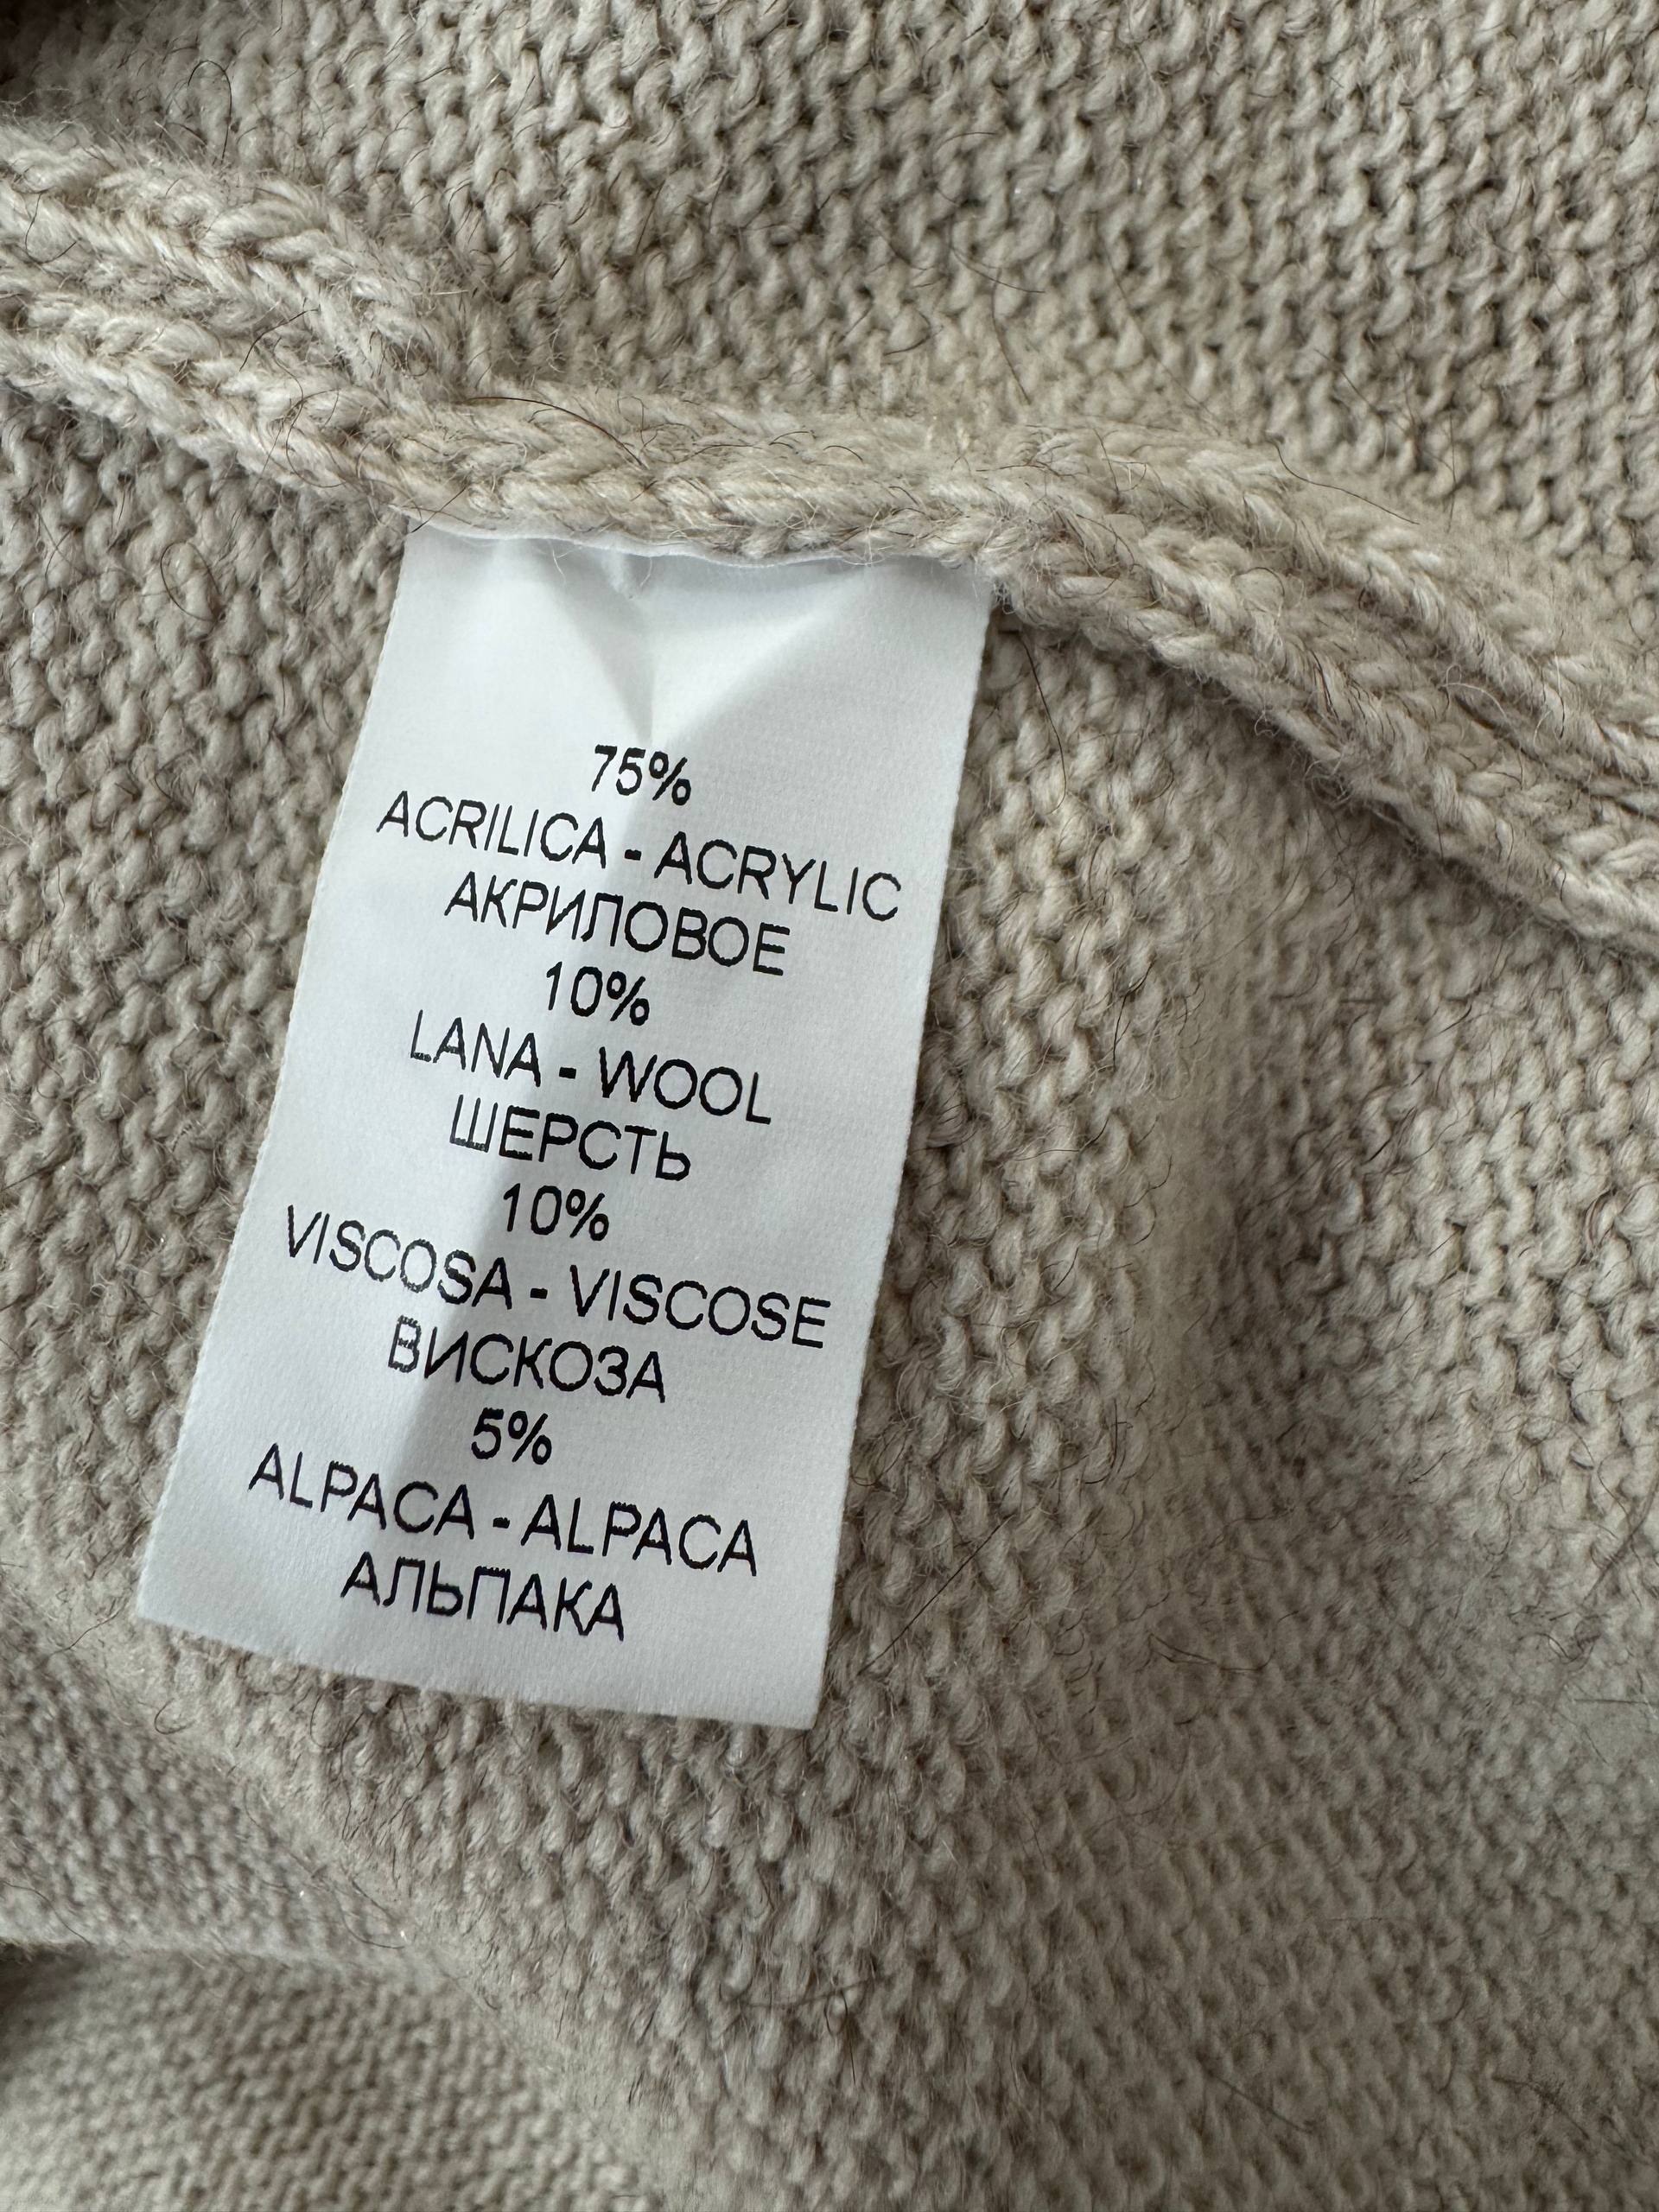 75%
ACRILICA - ACRYLIC
АКРИЛОВОЕ
10%
LANA - WOOL
ШЕРСТЬ
10%
VISCOSA - VISCOSE
ВИСКОЗА
5%
ALPACA - ALPACA
АЛЬПАКА